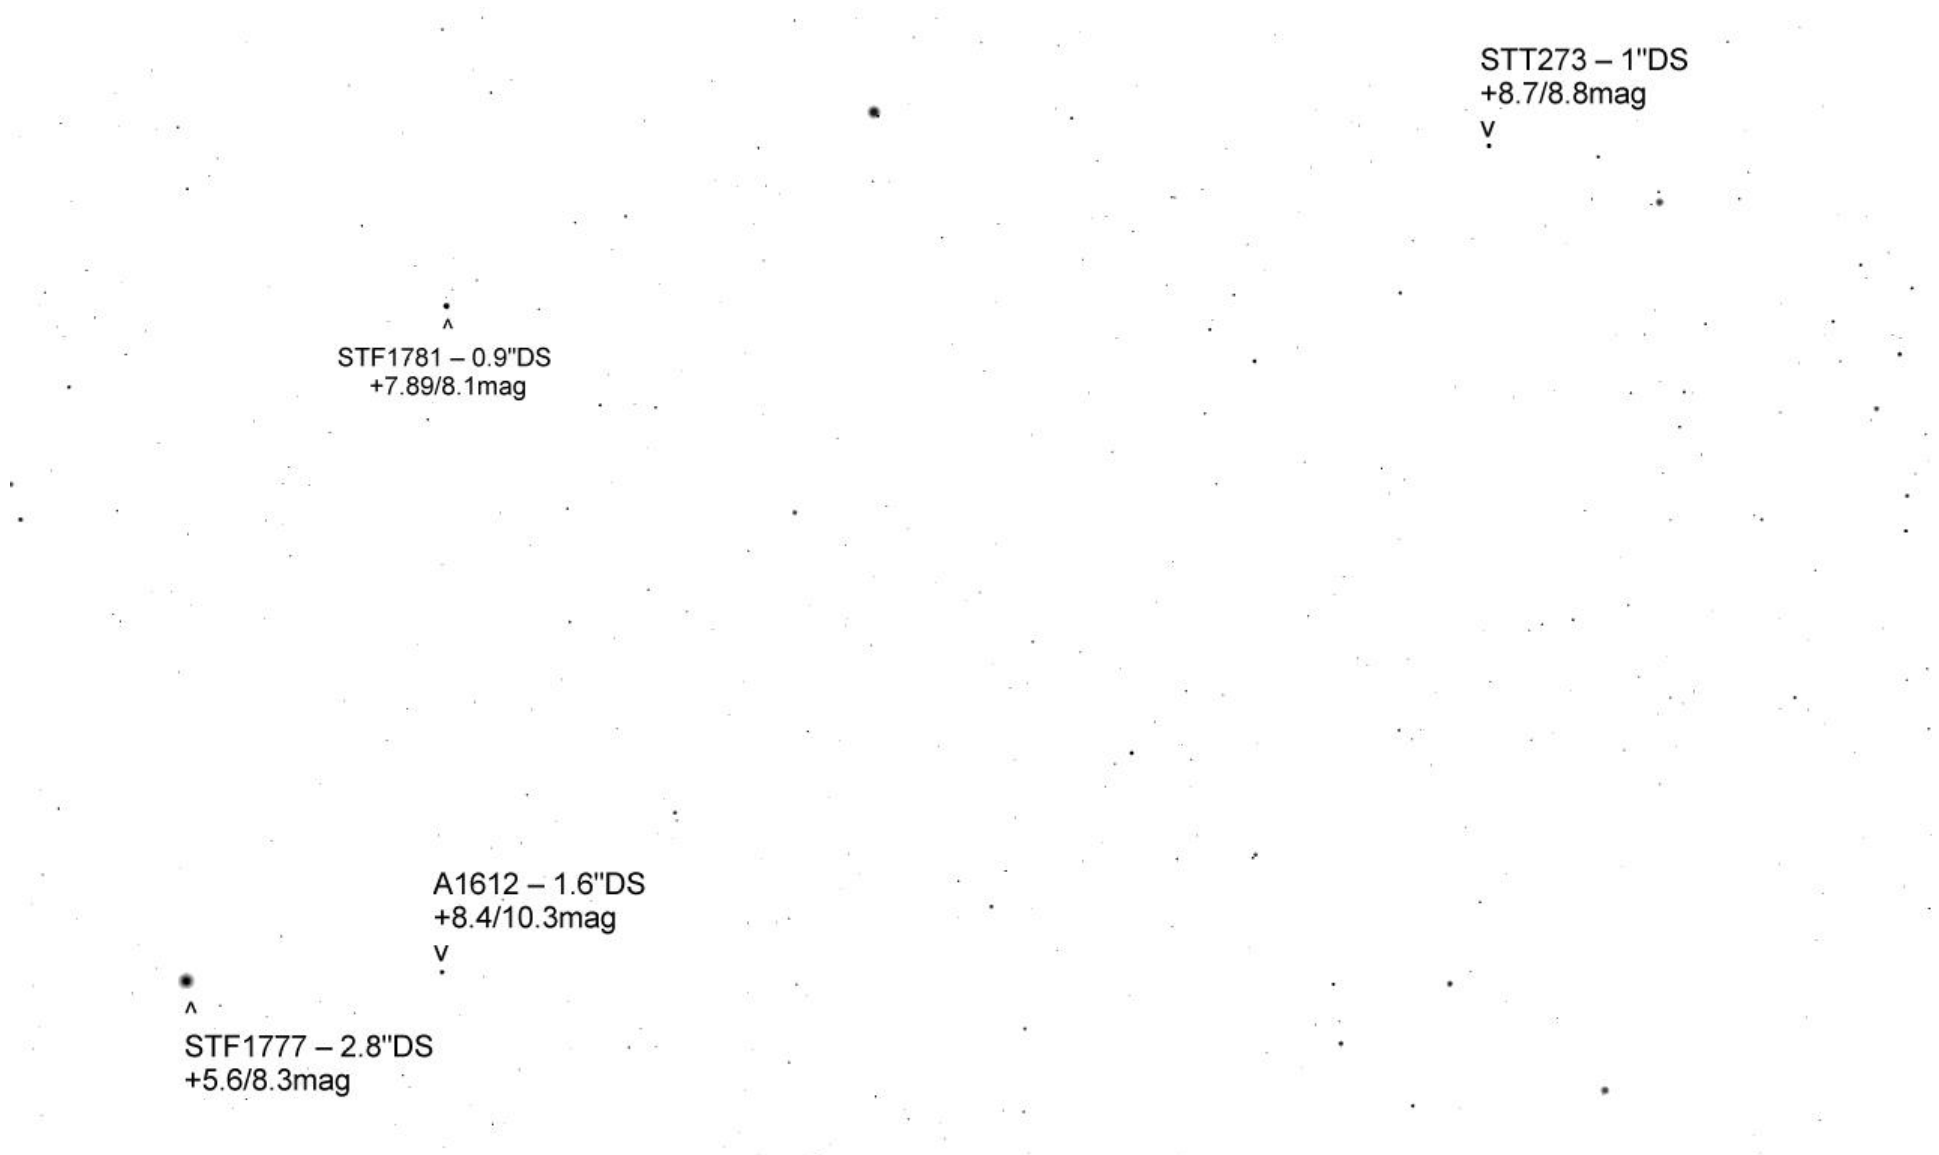 STT273 – 1"DS
+8.7/8.8mag
v
^
STF1781 – 0.9"DS
+7.89/8.1mag
A1612 – 1.6"DS
+8.4/10.3mag
v
^
STF1777 – 2.8"DS
+5.6/8.3mag